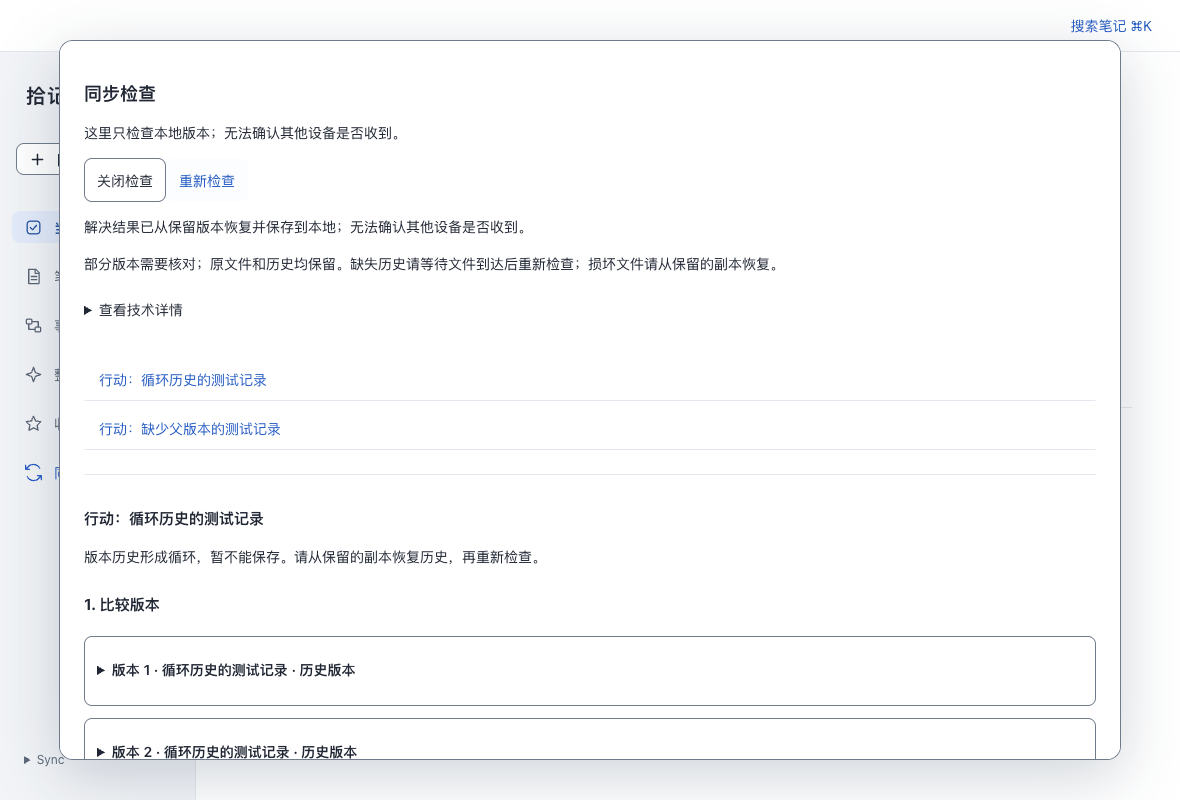 搜索笔记 ⌘K
拾记
同步检查
这里只检查本地版本；无法确认其他设备是否收到。
关闭检查
重新检查
解决结果已从保留版本恢复并保存到本地；无法确认其他设备是否收到。
部分版本需要核对；原文件和历史均保留。缺失历史请等待文件到达后重新检查；损坏文件请从保留的副本恢复。
查看技术详情
行动：循环历史的测试记录
行动：缺少父版本的测试记录
行动：循环历史的测试记录
版本历史形成循环，暂不能保存。请从保留的副本恢复历史，再重新检查。
1. 比较版本
版本 1 · 循环历史的测试记录 · 历史版本
版本 2 · 循环历史的测试记录 · 历史版本
Sync